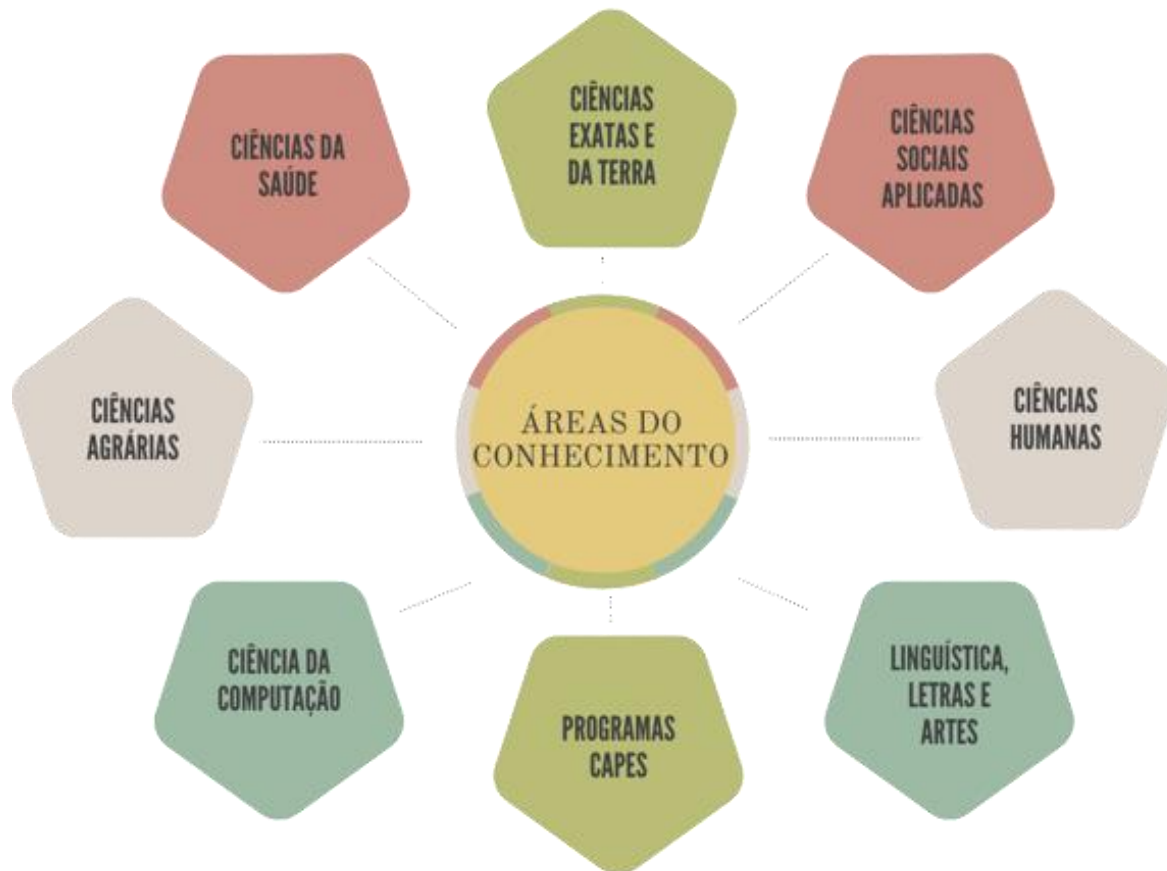 CIÊNCIAS DA
SAÚDE
CIÊNCIAS
EXATAS E
DA TERRA
CIÊNCIAS
SOCIAIS
APLICADAS
CIÊNCIAS
AGRÁRIAS
ÁREAS DO
CONHECIMENTO
CIÊNCIAS
HUMANAS
CIÊNCIA DA
COMPUTAÇÃO
PROGRAMAS
CAPES
LINGUÍSTICA,
LETRAS E
ARTES